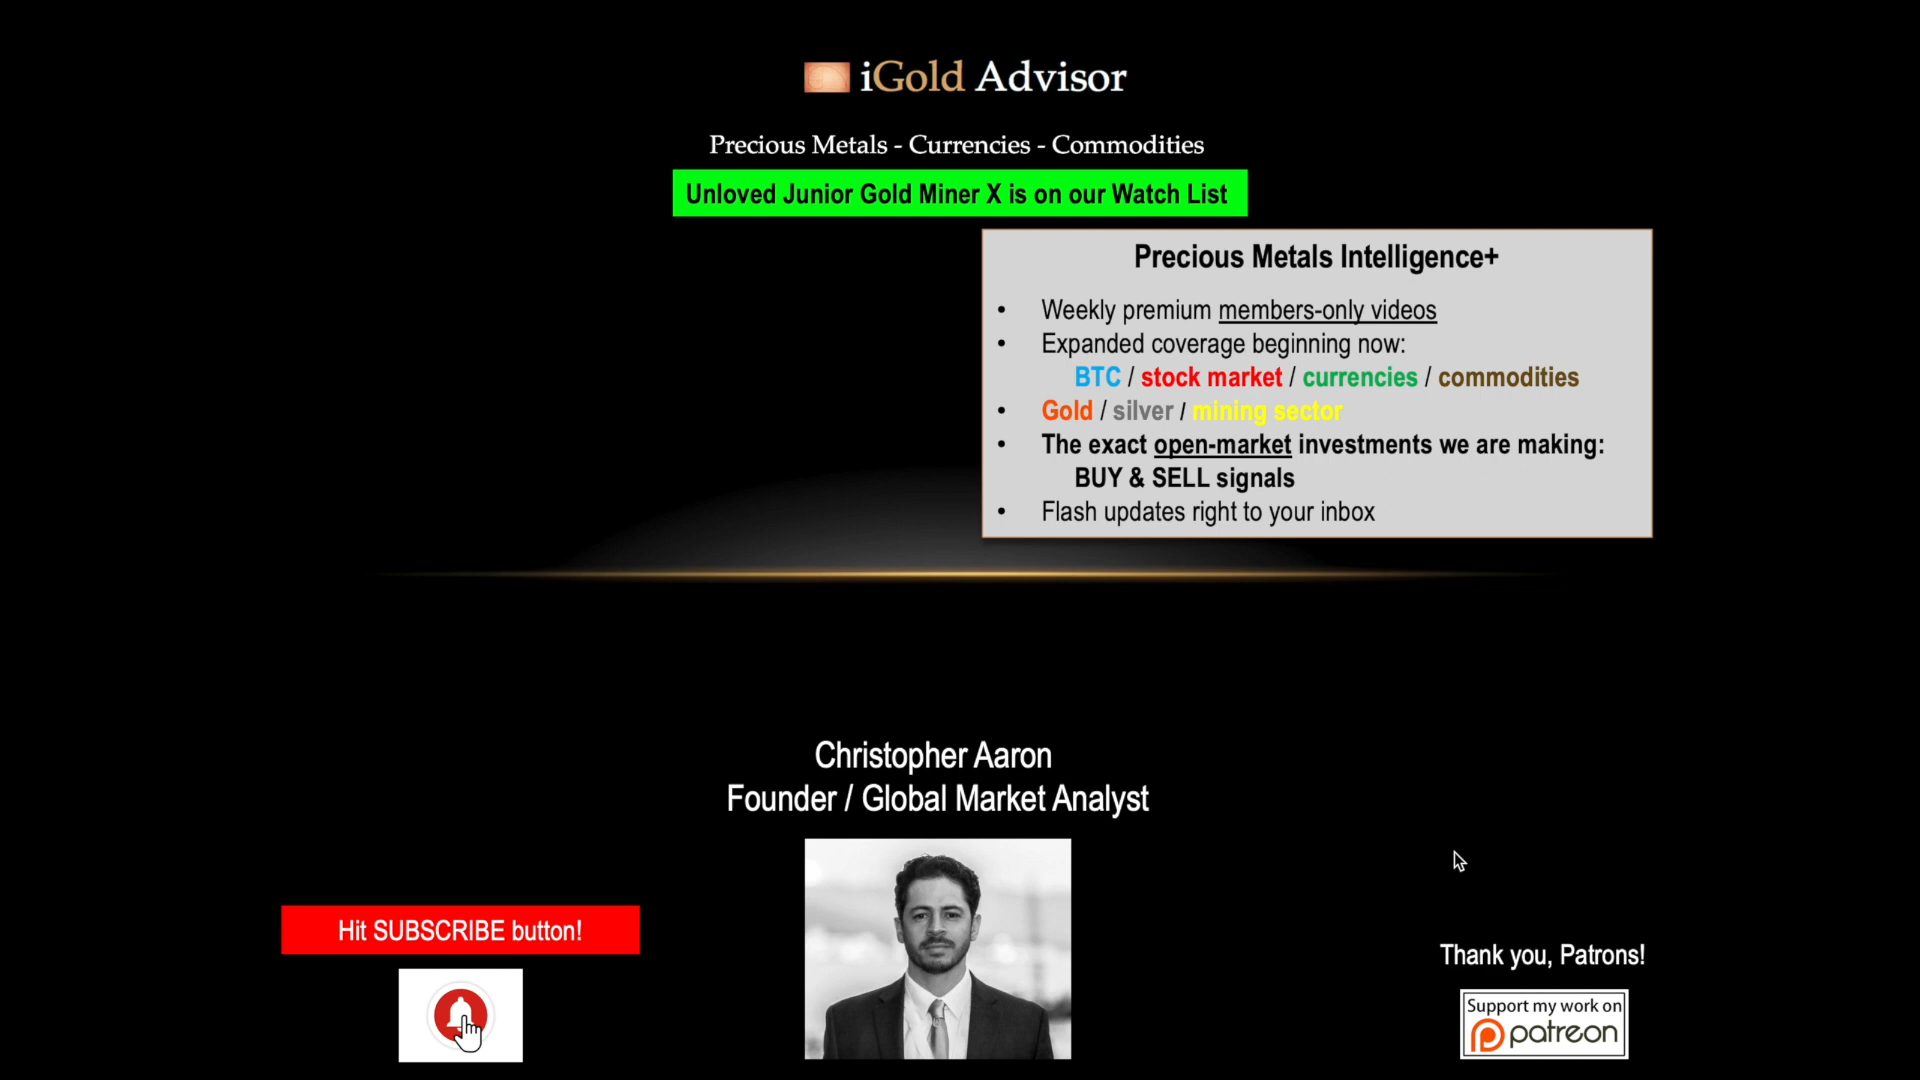 iGold Advisor
Precious Metals - Currencies - Commodities
Unloved Junior Gold Miner X is on our Watch List
Precious Metals Intelligence+
• Weekly premium members-only videos
• Expanded coverage beginning now:
BTC / stock market / currencies / commodities
• Gold / silver / mining sector
• The exact open-market investments we are making:
BUY & SELL signals
• Flash updates right to your inbox
Christopher Aaron
Founder / Global Market Analyst
Hit SUBSCRIBE button!
Thank you, Patrons!
Support my work on
patreon